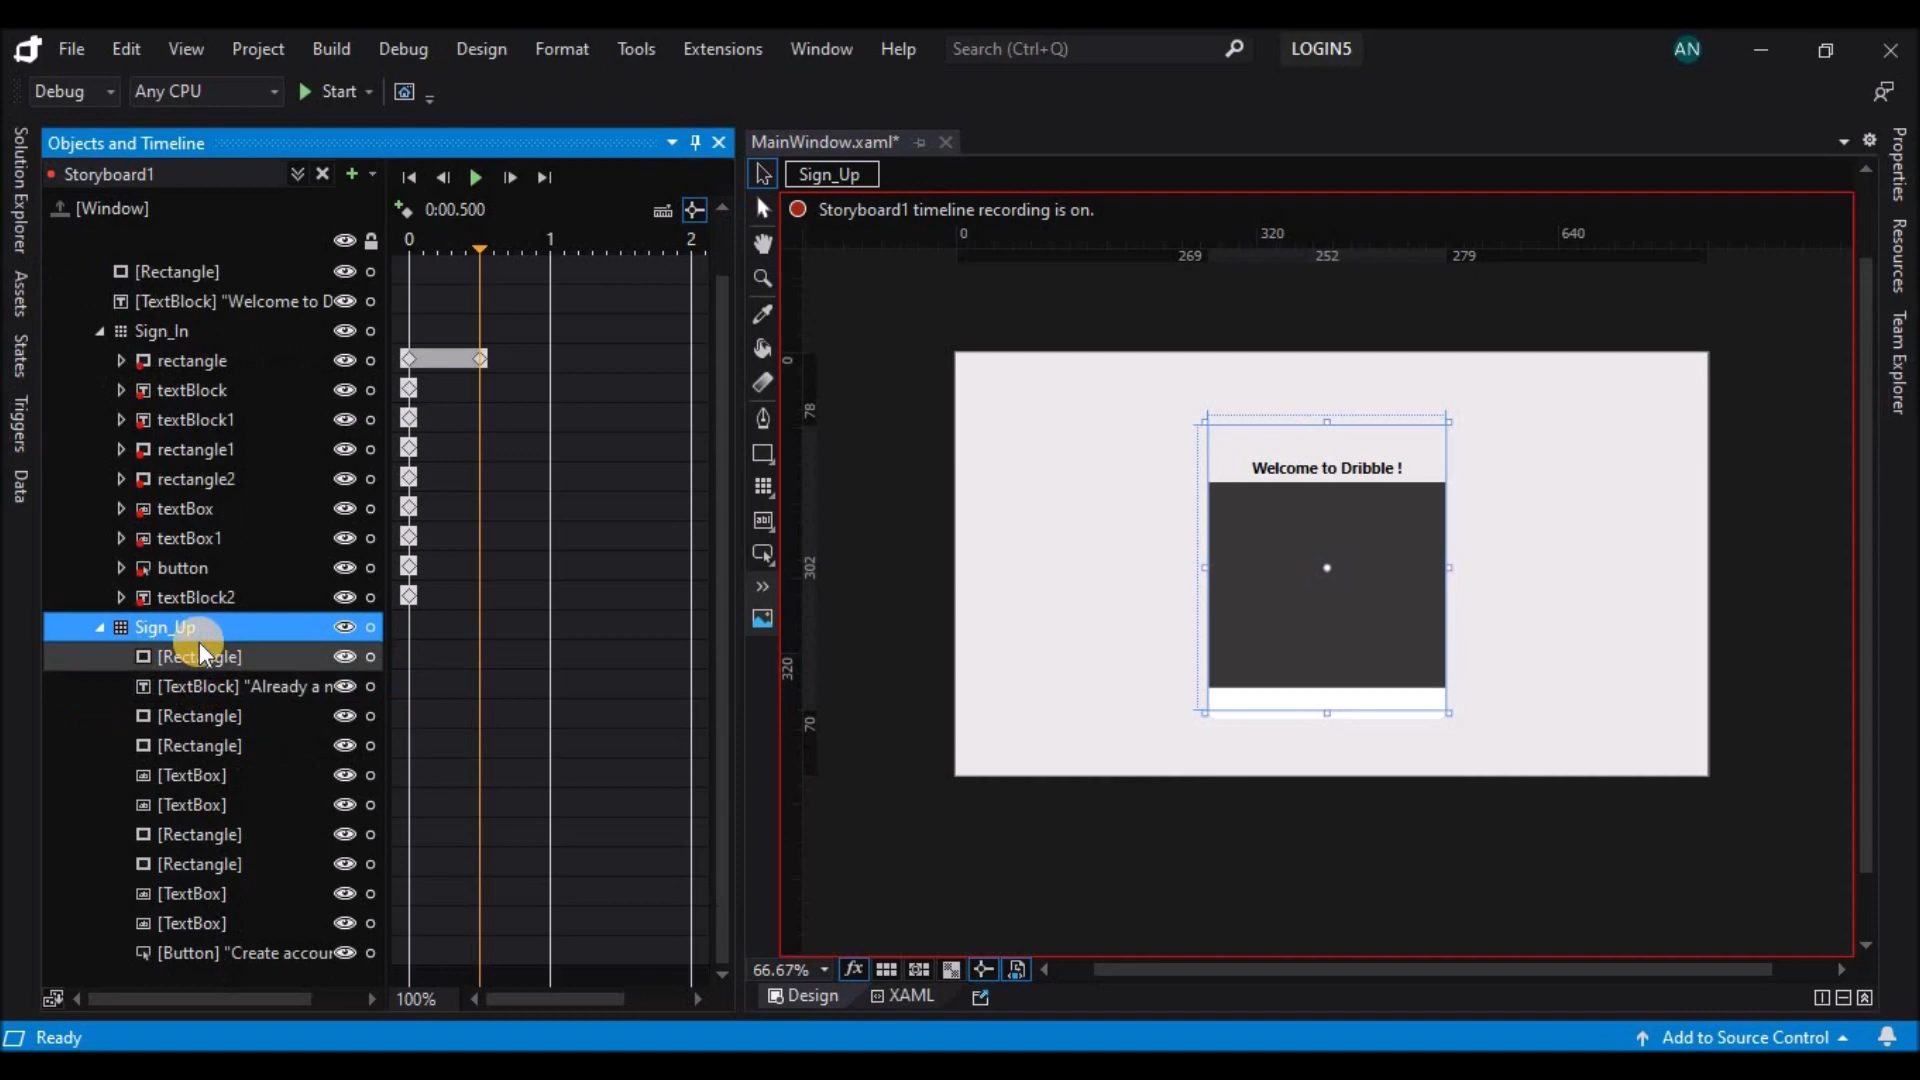 File Edit View Project Build Debug Design Format Tools Extensions Window Help Search (Ctrl+Q) LOGIN5 AN
Debug Any CPU Start
Solution Explorer
Assets
States
Triggers
Data
Objects and Timeline
Storyboard1
[Window]
0:00.500
0 1 2
[Rectangle]
[TextBlock] "Welcome to D
Sign_In
rectangle
textBlock
textBlock1
rectangle1
rectangle2
textBox
textBox1
button
textBlock2
Sign_Up
[Rectangle]
[TextBlock] "Already a n
[Rectangle]
[Rectangle]
[TextBox]
[TextBox]
[Rectangle]
[Rectangle]
[TextBox]
[TextBox]
[Button] "Create accour
100%
MainWindow.xaml*
Sign_Up
Storyboard1 timeline recording is on.
0 320 640
269 252 279
0
78
302
320
70
Welcome to Dribble !
66.67% fx
Design XAML
Properties
Resources
Team Explorer
Ready Add to Source Control